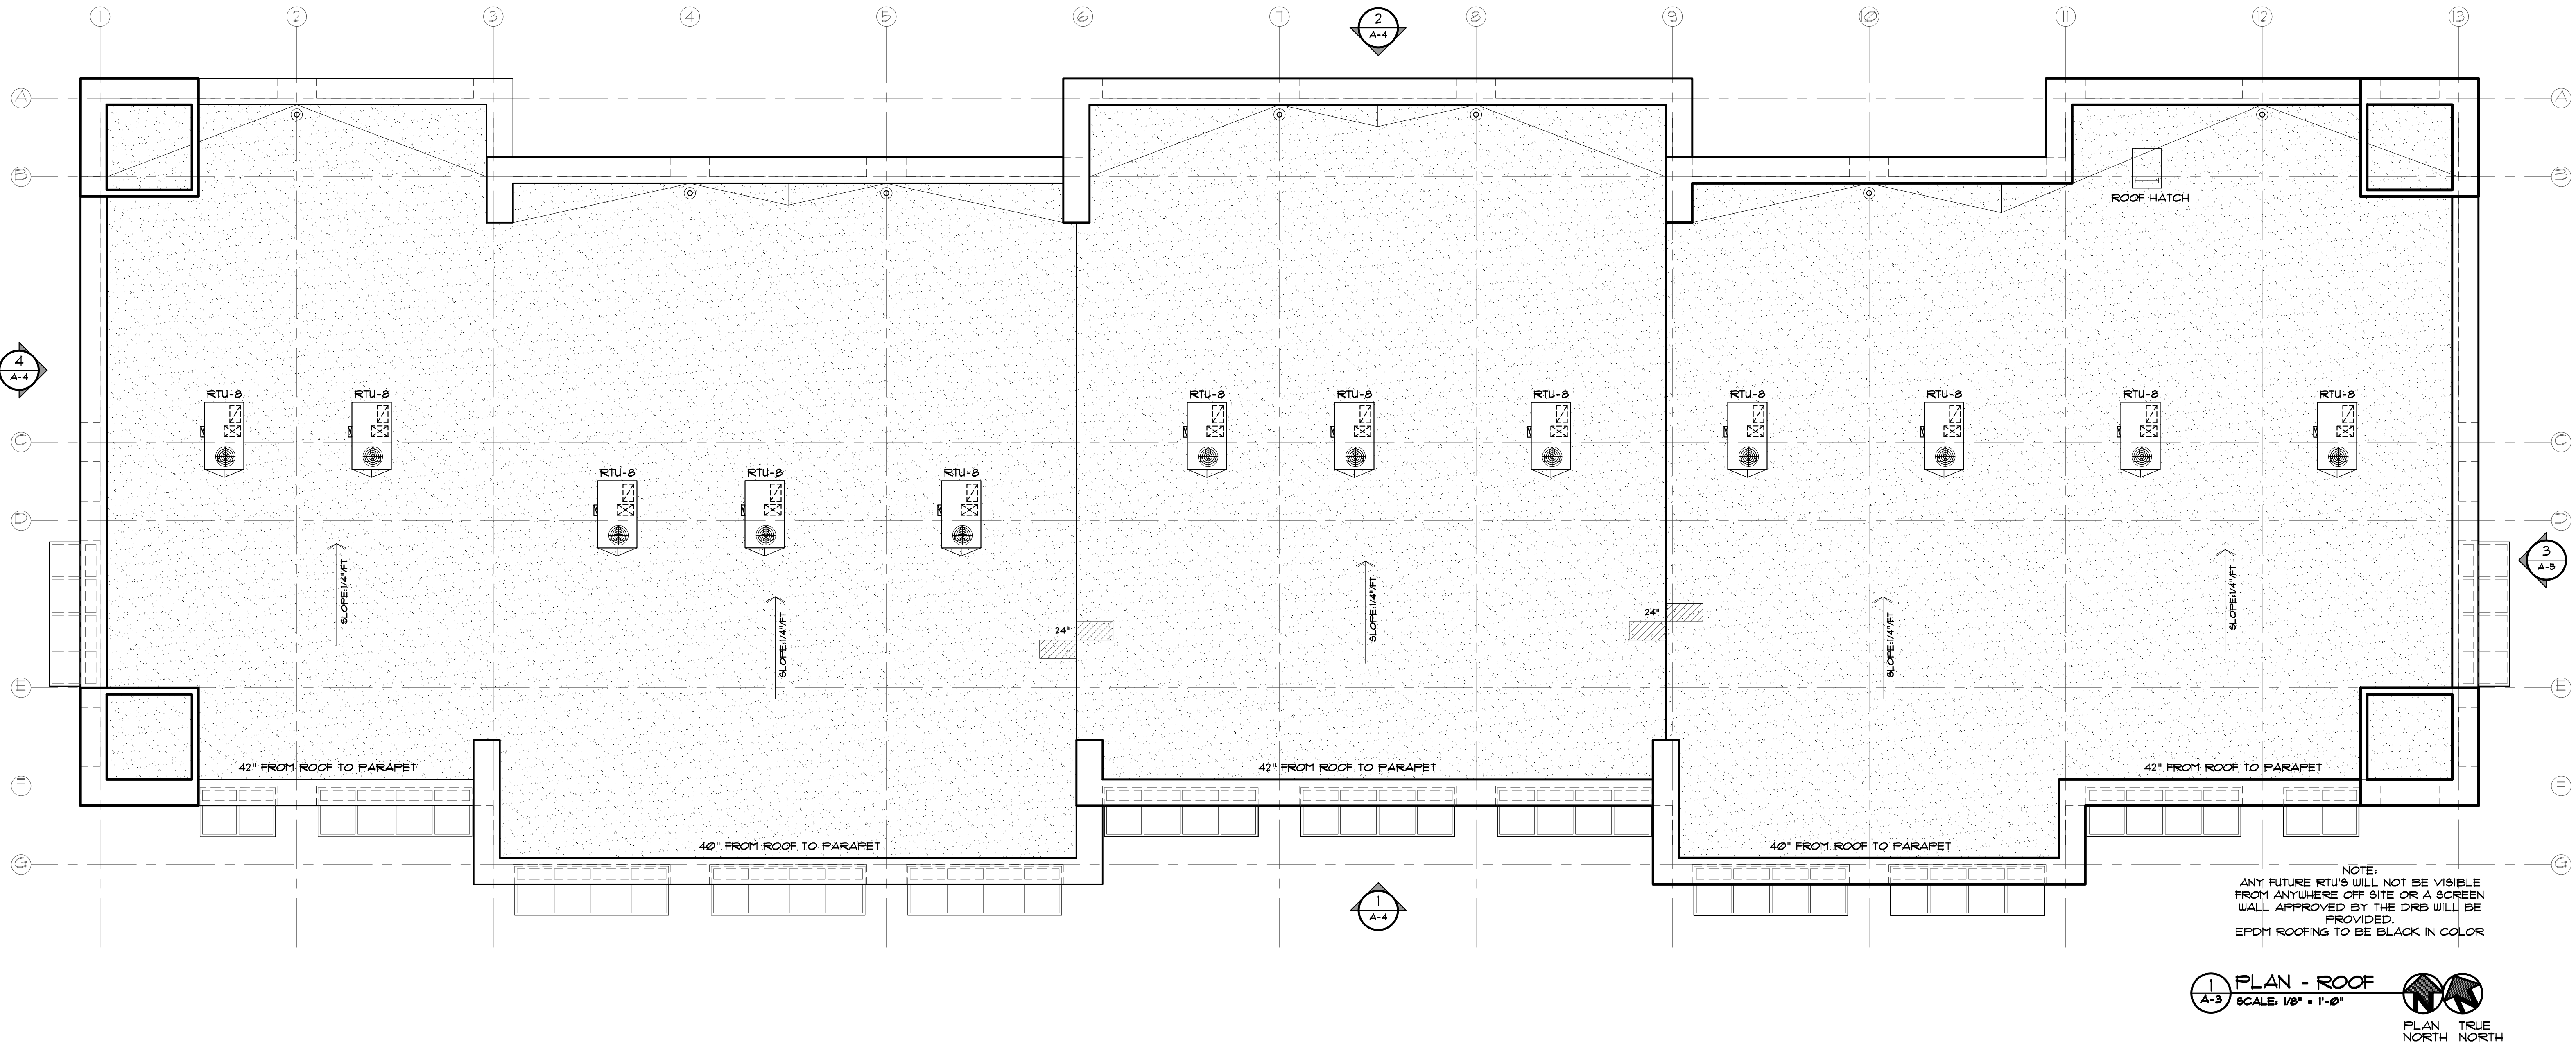 1 2 3 4 5 6 7 8 9 10 11 12 13
2
A-4
A A
B B
ROOF HATCH
4
A-4
RTU-8 RTU-8 RTU-8 RTU-8 RTU-8 RTU-8 RTU-8 RTU-8 RTU-8
C C
RTU-8 RTU-8 RTU-8
D D
3
A-5
SLOPE:1/4"/FT
SLOPE:1/4"/FT
SLOPE:1/4"/FT
SLOPE:1/4"/FT
SLOPE:1/4"/FT
24" 24"
E E
42" FROM ROOF TO PARAPET 42" FROM ROOF TO PARAPET 42" FROM ROOF TO PARAPET
F F
40" FROM ROOF TO PARAPET 40" FROM ROOF TO PARAPET
G G
1
A-4
NOTE:
ANY FUTURE RTU'S WILL NOT BE VISIBLE
FROM ANYWHERE OFF SITE OR A SCREEN
WALL APPROVED BY THE DRB WILL BE
PROVIDED.
EPDM ROOFING TO BE BLACK IN COLOR
1
A-3
PLAN - ROOF
SCALE: 1/8" = 1'-0"
N N
PLAN TRUE
NORTH NORTH